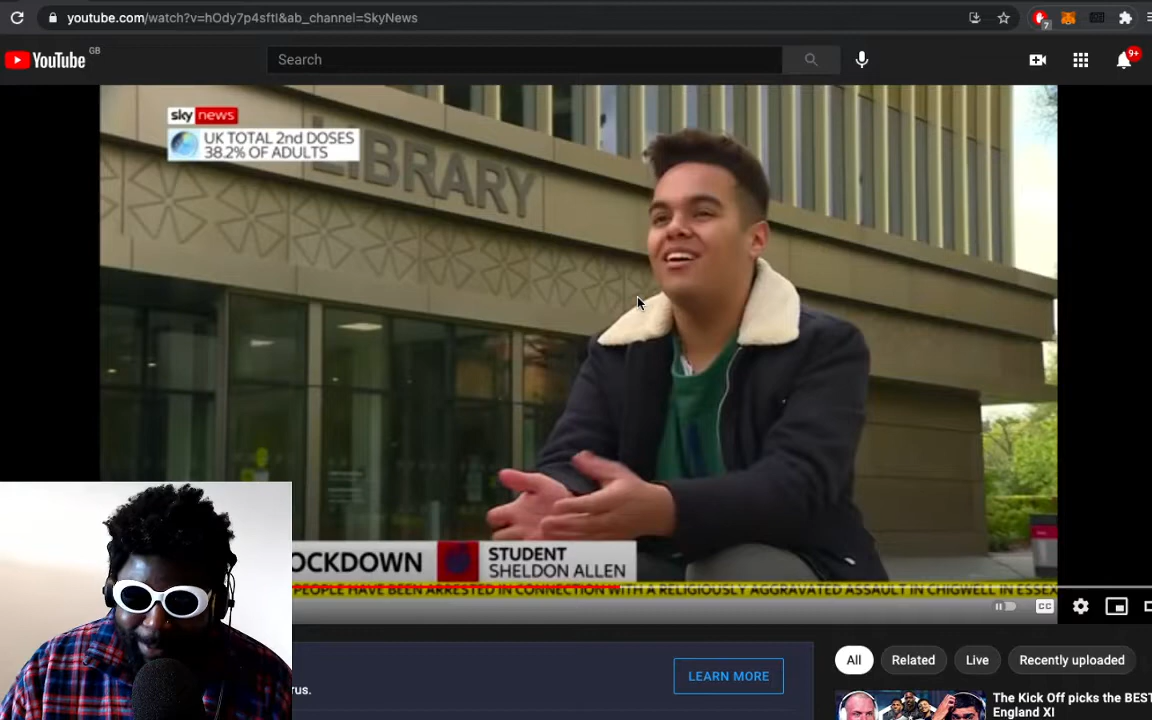 youtube.com/watch?v=hOdy7p4sftI&ab_channel=SkyNews
7
YouTube GB
Search
9+
sky news
UK TOTAL 2nd DOSES
38.2% OF ADULTS
LIBRARY
OCKDOWN
STUDENT
SHELDON ALLEN
PEOPLE HAVE BEEN ARRESTED IN CONNECTION WITH A RELIGIOUSLY AGGRAVATED ASSAULT IN CHIGWELL IN ESSEX
CC
rus.
LEARN MORE
All
Related
Live
Recently uploaded
The Kick Off picks the BEST
England XI